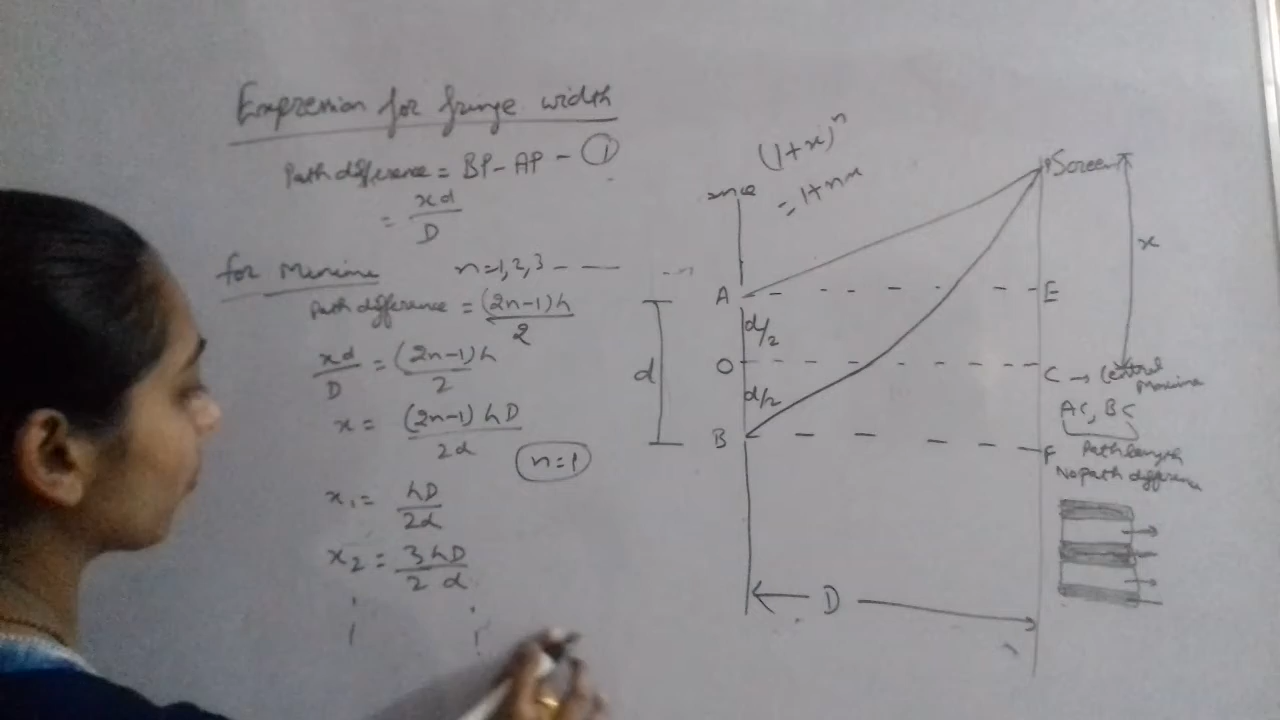 Expression for fringe width
Path difference = BP - AP - ①
= xd/D
for Minima n=1,2,3 - —
Path difference = (2n-1)λ/2
xd/D = (2n-1)λ/2
x = (2n-1)λD/2d
n=1
x₁ = λD/2d
x₂ = 3λD/2d
(1+x)ⁿ
= 1+nx
P Screen
x
A
E
d/2
d
O
C → Central
Maxima
d/2
AC, BC
B
F
Path length
No path difference
D